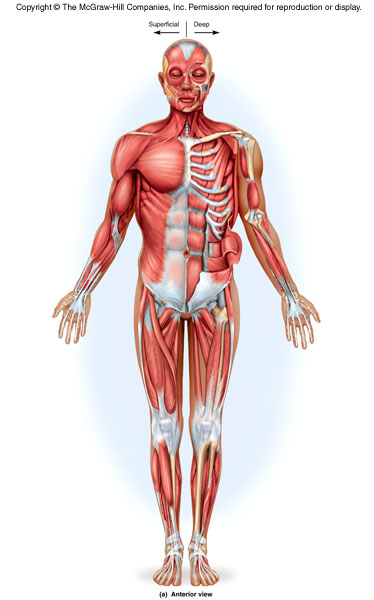 Copyright © The McGraw-Hill Companies, Inc. Permission required for reproduction or display.
Superficial Deep
(a) Anterior view